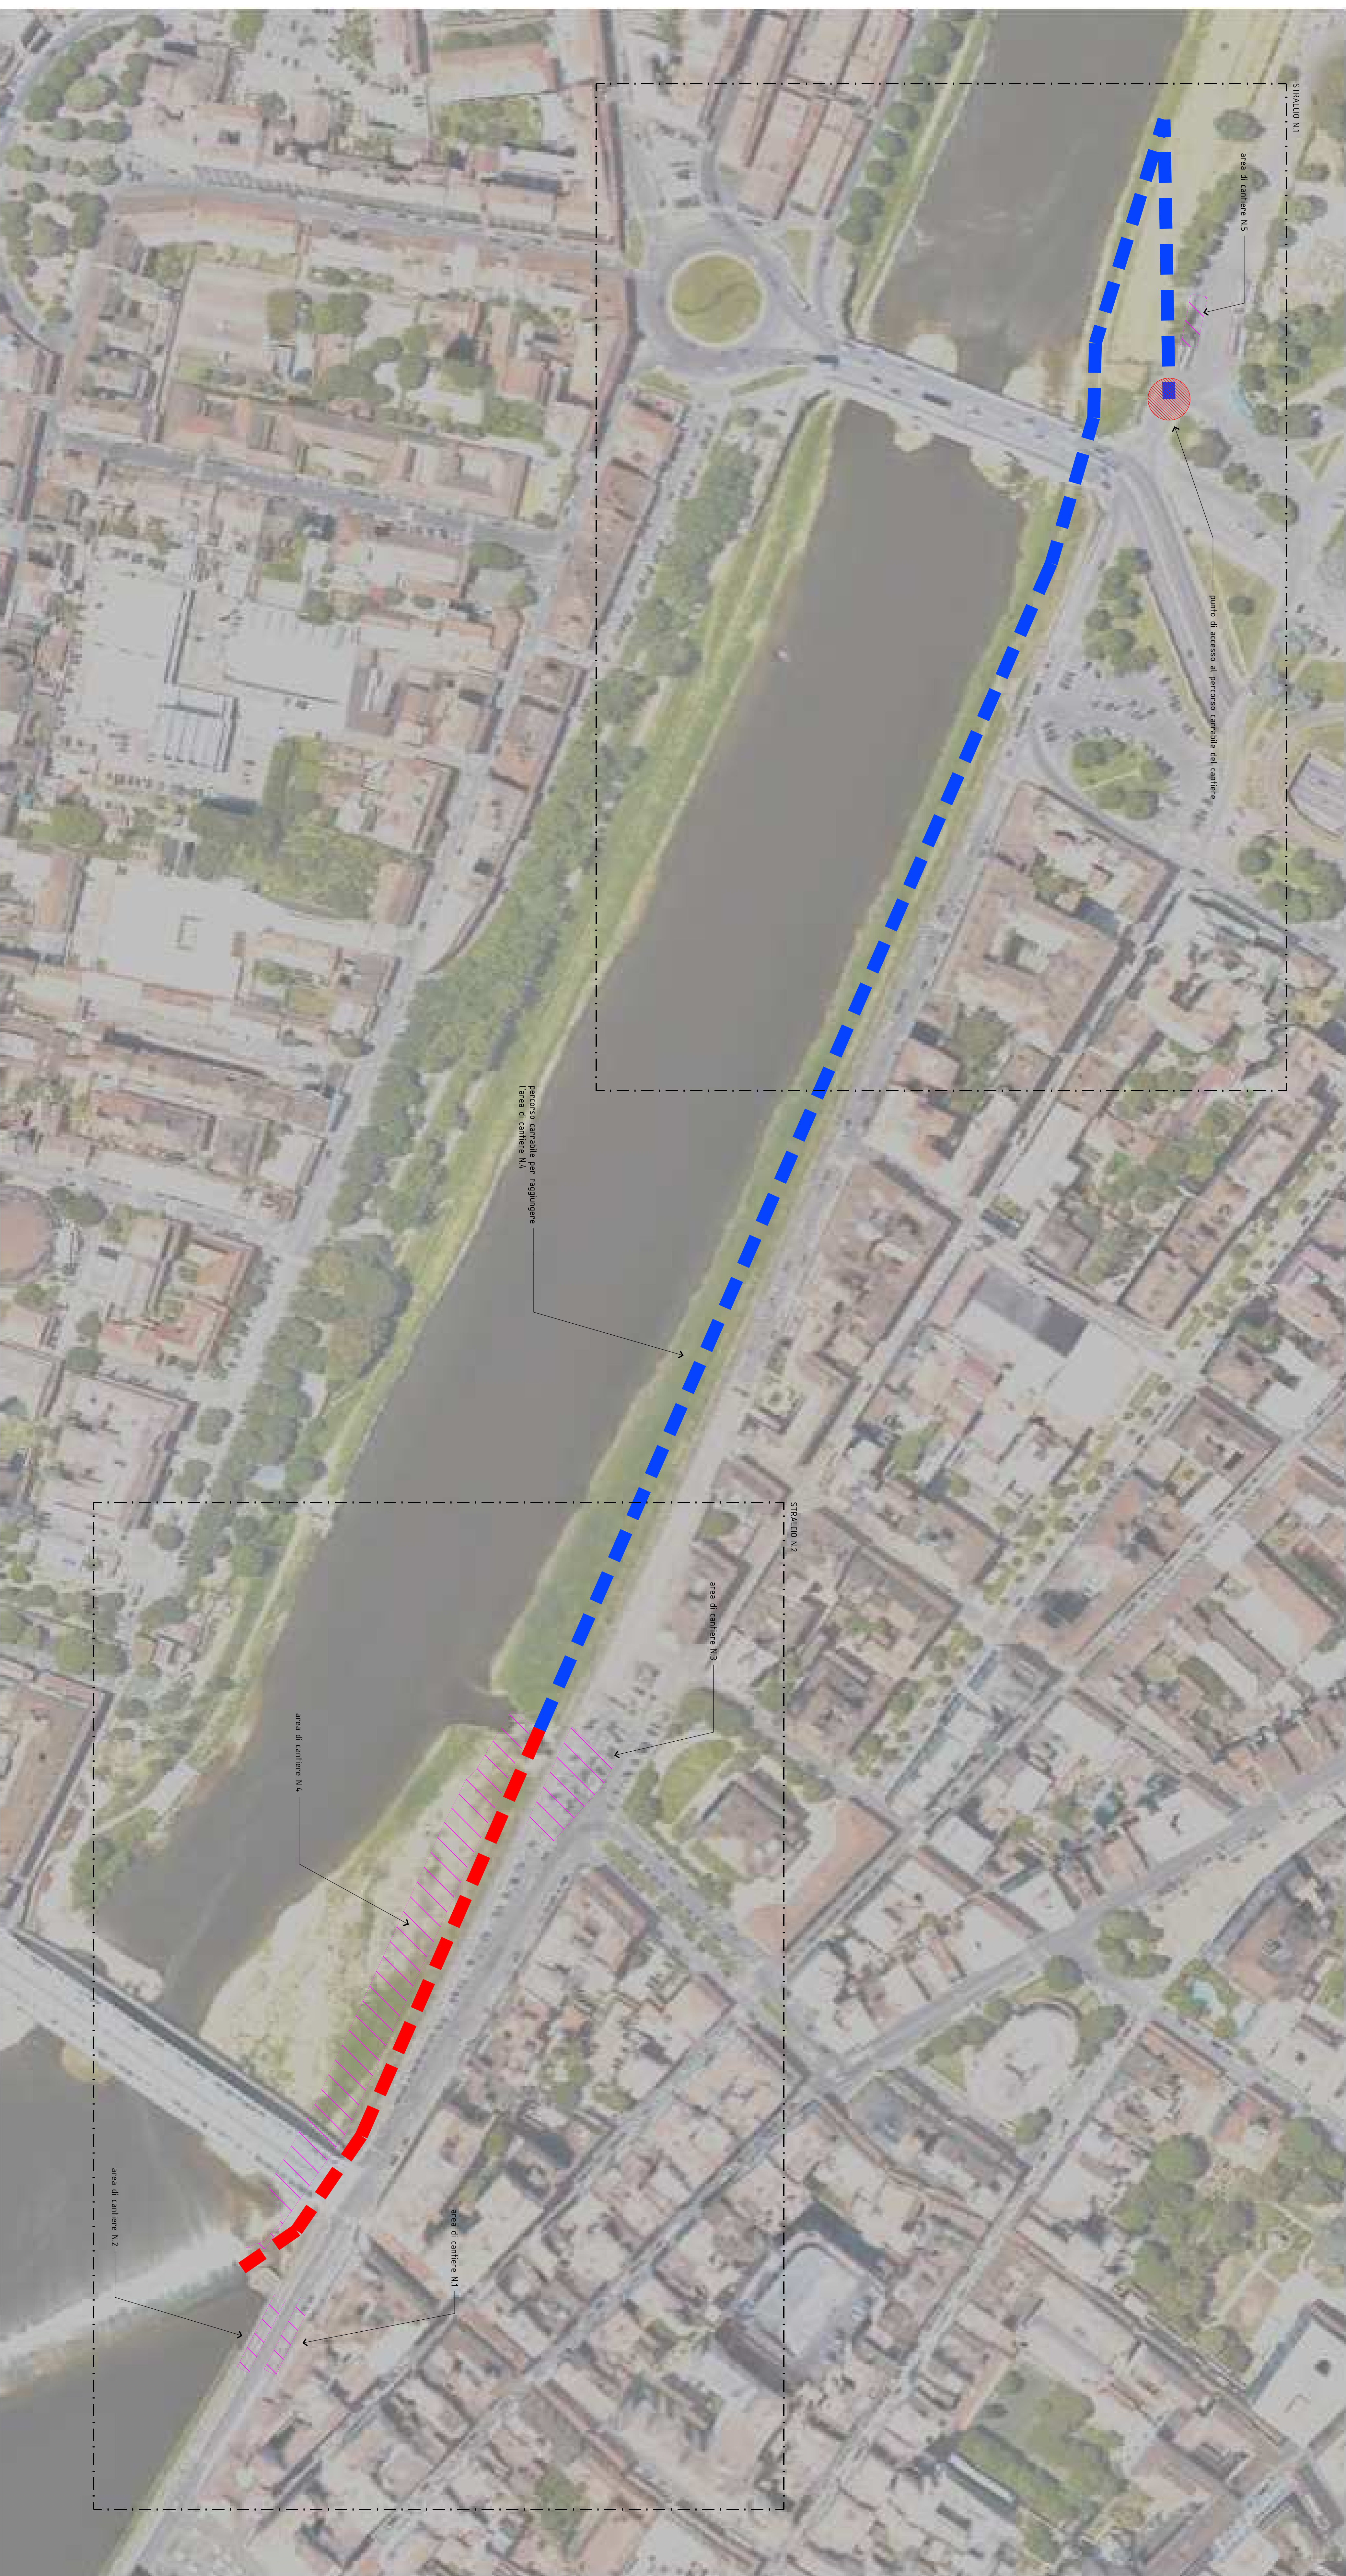 STRALCIO N.1
area di cantiere N.5
punto di accesso al percorso carrabile del cantiere
percorso carrabile per raggiungere
l'area di cantiere N.4
STRALCIO N.2
area di cantiere N.3
area di cantiere N.4
area di cantiere N.1
area di cantiere N.2